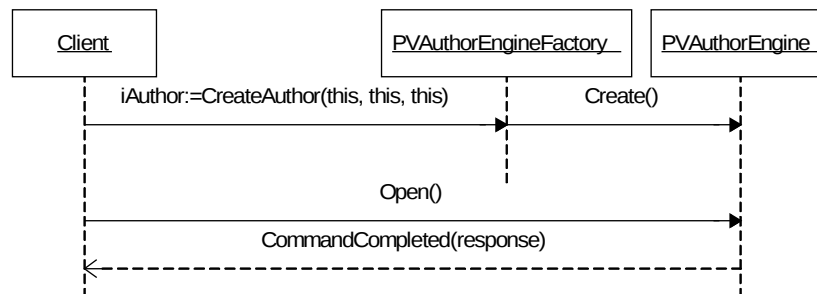 Client
PVAuthorEngineFactory
PVAuthorEngine
iAuthor:=CreateAuthor(this, this, this)
Create()
Open()
CommandCompleted(response)